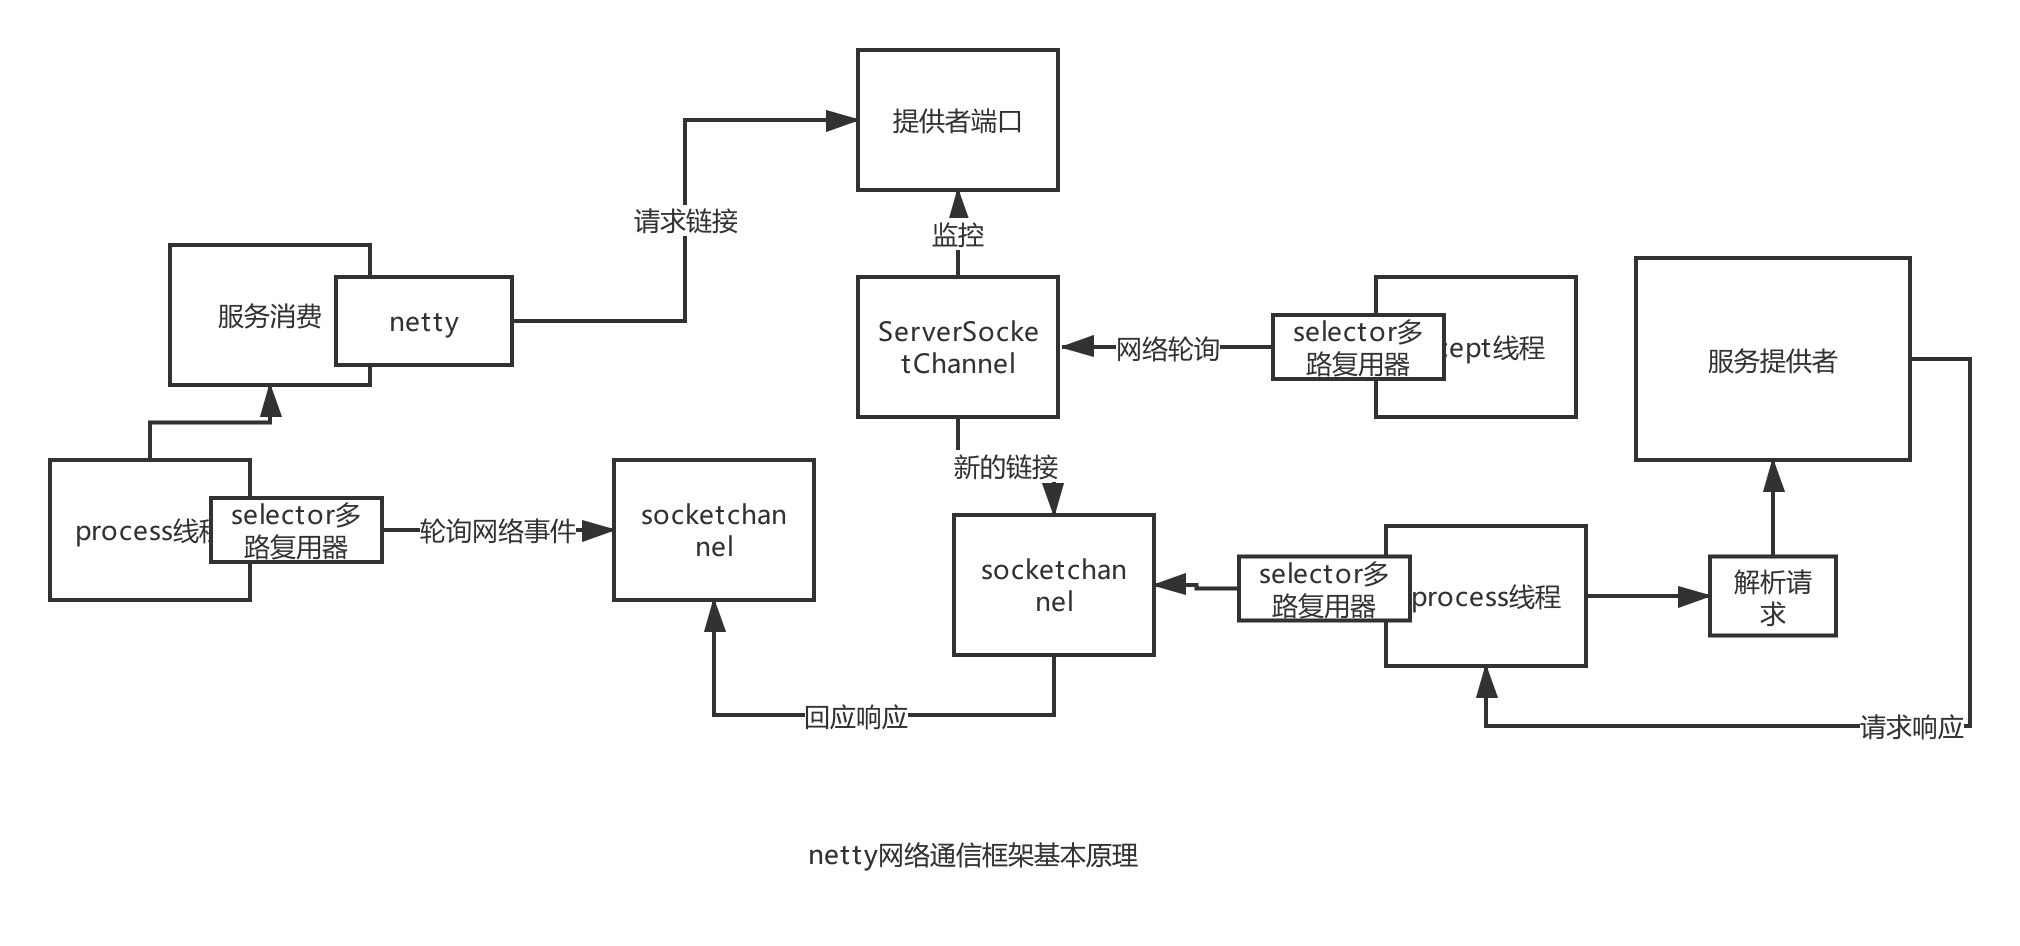 提供者端口
请求链接
监控
服务消费
netty
ServerSocke
tChannel
网络轮询
selector多
路复用器
ept线程
服务提供者
新的链接
process线
selector多
路复用器
轮询网络事件
socketchan
nel
socketchan
nel
selector多
路复用器
process线程
解析请
求
回应响应
请求响应
netty网络通信框架基本原理